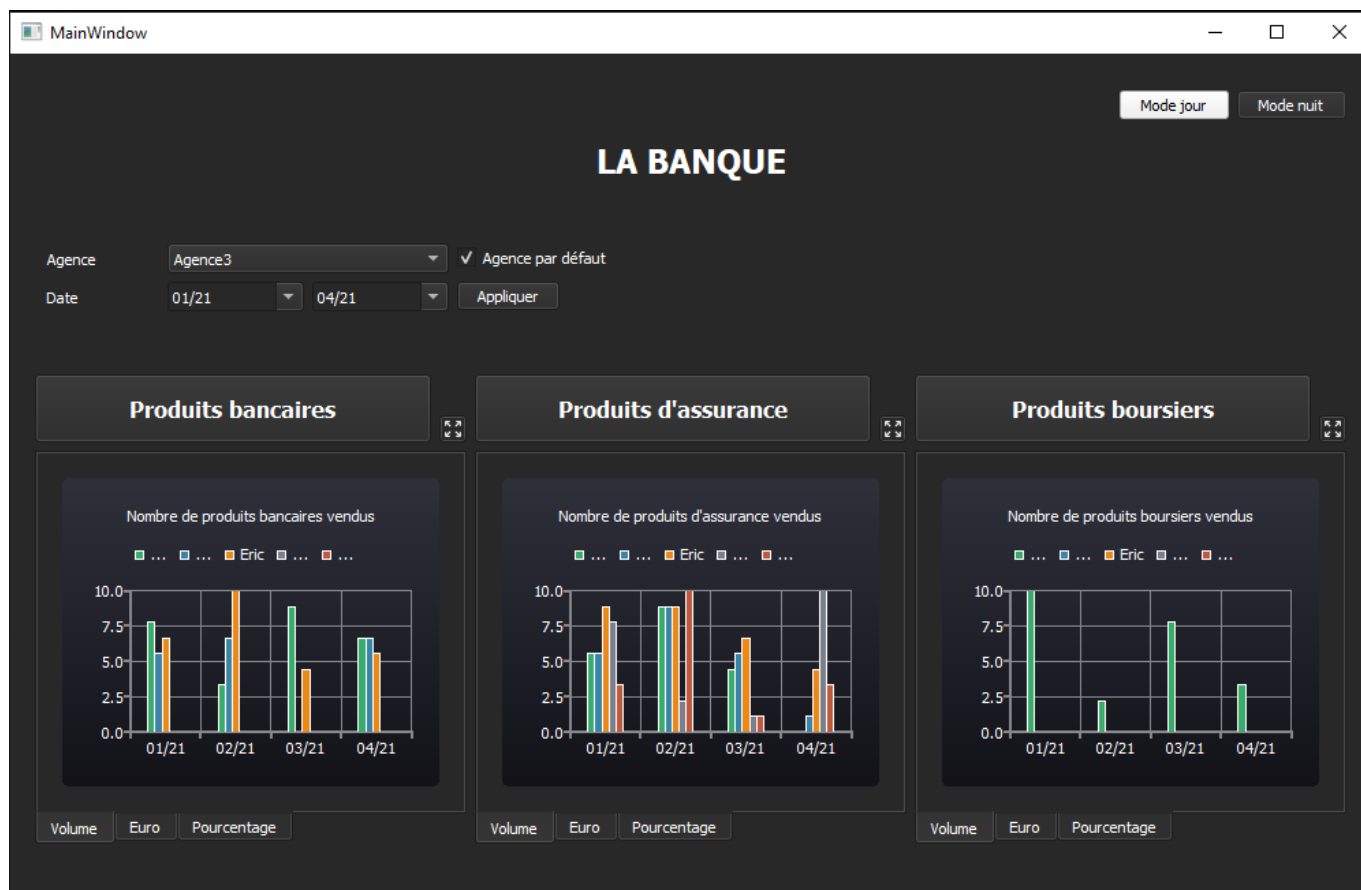 MainWindow
Mode jour Mode nuit
LA BANQUE
Agence Agence3 Agence par défaut
Date 01/21 04/21 Appliquer
Produits bancaires
Produits d'assurance
Produits boursiers
Nombre de produits bancaires vendus
... ... Eric ... ...
10.0
7.5
5.0
2.5
0.0
01/21 02/21 03/21 04/21
Volume Euro Pourcentage
Nombre de produits d'assurance vendus
... ... Eric ... ...
10.0
7.5
5.0
2.5
0.0
01/21 02/21 03/21 04/21
Volume Euro Pourcentage
Nombre de produits boursiers vendus
... ... Eric ... ...
10.0
7.5
5.0
2.5
0.0
01/21 02/21 03/21 04/21
Volume Euro Pourcentage